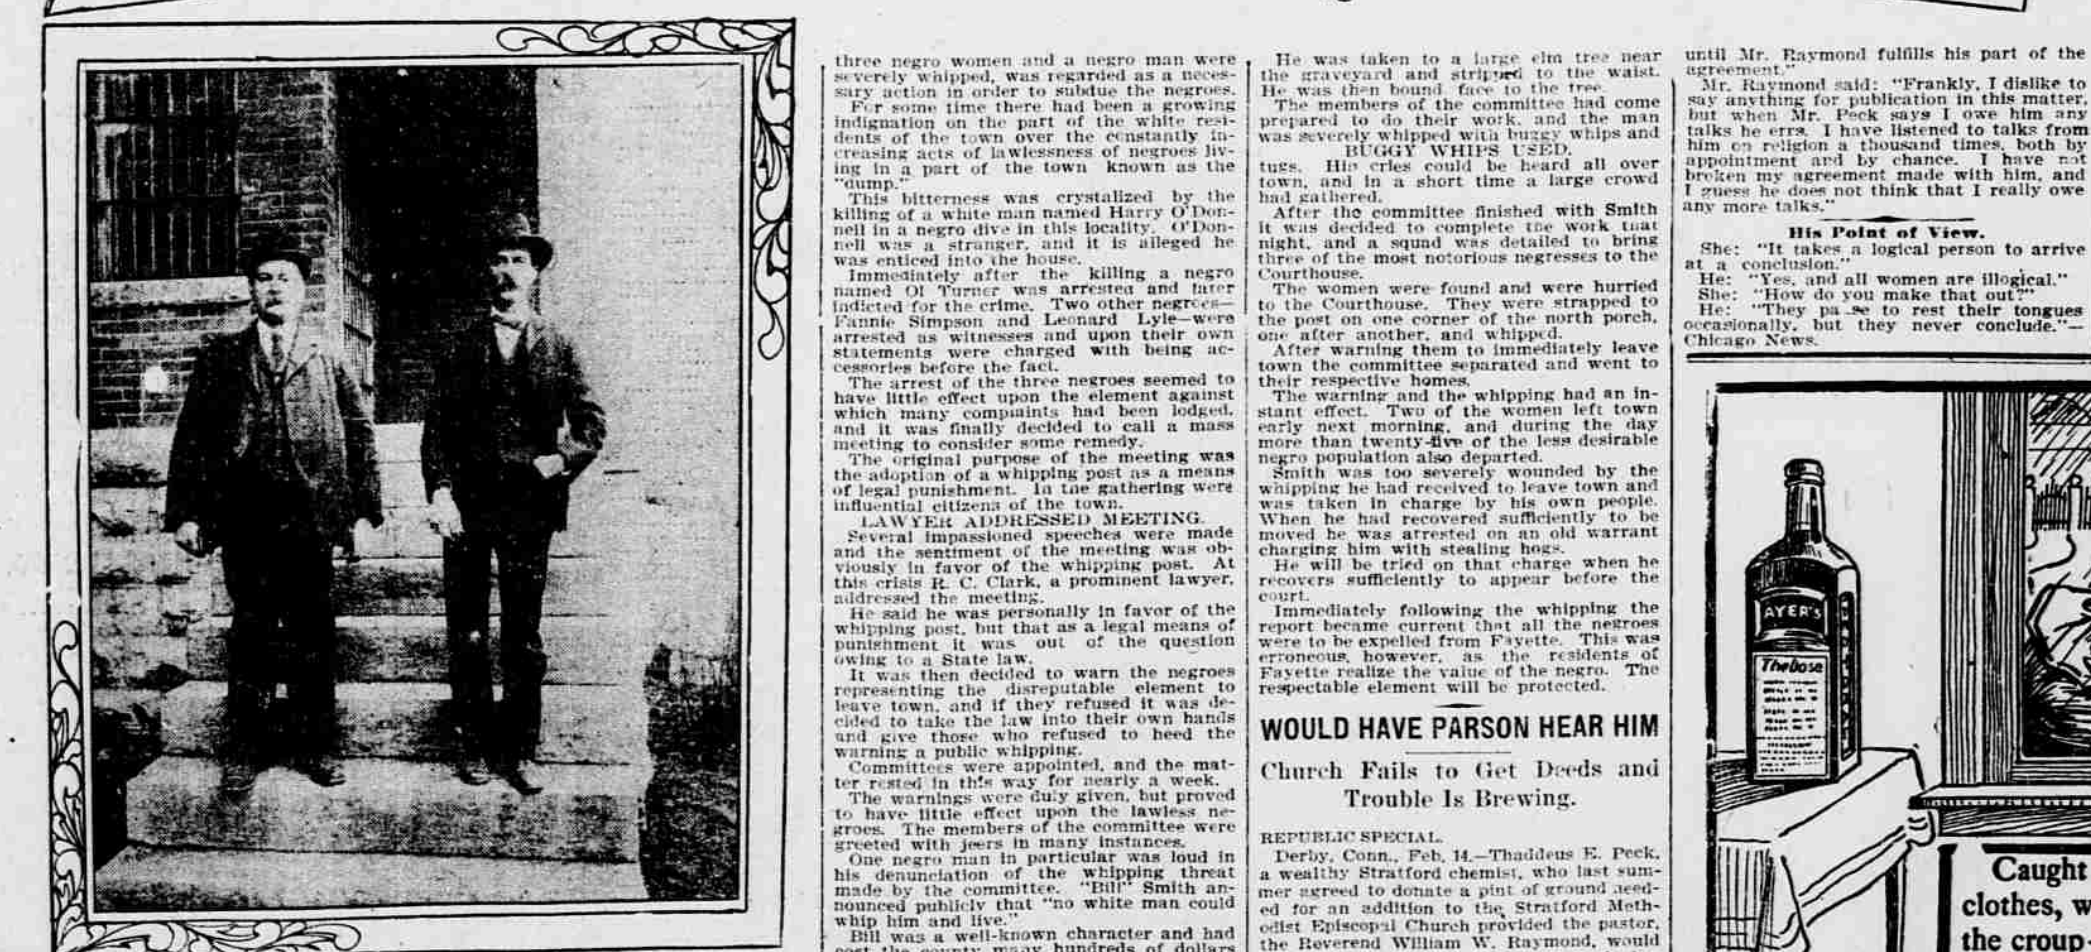 three negro women and a negro man were
severely whipped, was regarded as a neces-
sary action in order to subdue the negroes.
For some time there had been a growing
indignation on the part of the white resi-
dents of the town over the constantly in-
creasing acts of lawlessness of negroes liv-
ing in a part of the town known as the
"dump."
This bitterness was crystalized by the
killing of a white man named Harry O'Don-
nell in a negro dive in this locality. O'Don-
nell was a stranger, and it is alleged he
was enticed into the house.
Immediately after the killing a negro
named Ol Turner was arrested and later
indicted for the crime. Two other negroes—
Fannie Simpson and Leonard Lyle—were
arrested as witnesses and upon their own
statements were charged with being ac-
cessories before the fact.
The arrest of the three negroes seemed to
have little effect upon the element against
which many complaints had been lodged,
and it was finally decided to call a mass
meeting to consider some remedy.
The original purpose of the meeting was
the adoption of a whipping post as a means
of legal punishment. In the gathering were
influential citizens of the town.
LAWYER ADDRESSED MEETING.
Several impassioned speeches were made
and the sentiment of the meeting was ob-
viously in favor of the whipping post. At
this crisis R. C. Clark, a prominent lawyer,
addressed the meeting.
He said he was personally in favor of the
whipping post, but that as a legal means of
punishment it was out of the question
owing to a State law.
It was then decided to warn the negroes
representing the disreputable element to
leave town, and if they refused it was de-
cided to take the law into their own hands
and give those who refused to heed the
warning a public whipping.
Committees were appointed, and the mat-
ter rested in this way for nearly a week.
The warnings were duly given, but proved
to have little effect upon the lawless ne-
groes. The members of the committee were
greeted with jeers in many instances.
One negro man in particular was loud in
his denunciation of the whipping threat
made by the committee. "Bill" Smith an-
nounced publicly that "no white man could
whip him and live."
Bill was a well-known character and had
cost the county many hundreds of dollars
He was taken to a large elm tree near
the graveyard and stripped to the waist.
He was then bound face to the tree.
The members of the committee had come
prepared to do their work, and the man
was severely whipped with buggy whips and
BUGGY WHIPS USED.
tugs. His cries could be heard all over
town, and in a short time a large crowd
had gathered.
After the committee finished with Smith
it was decided to complete the work that
night, and a squad was detailed to bring
three of the most notorious negresses to the
Courthouse.
The women were found and were hurried
to the Courthouse. They were strapped to
the post on one corner of the north porch,
one after another, and whipped.
After warning them to immediately leave
town the committee separated and went to
their respective homes.
The warning and the whipping had an in-
stant effect. Two of the women left town
early next morning, and during the day
more than twenty-five of the less desirable
negro population also departed.
Smith was too severely wounded by the
whipping he had received to leave town and
was taken in charge by his own people.
When he had recovered sufficiently to be
moved he was arrested on an old warrant
charging him with stealing hogs.
He will be tried on that charge when he
recovers sufficiently to appear before the
court.
Immediately following the whipping the
report became current that all the negroes
were to be expelled from Fayette. This was
erroneous, however, as the residents of
Fayette realize the value of the negro. The
respectable element will be protected.
WOULD HAVE PARSON HEAR HIM
Church Fails to Get Deeds and
Trouble Is Brewing.
REPUBLIC SPECIAL.
Derby, Conn., Feb. 14.—Thaddeus E. Peck,
a wealthy Stratford chemist, who last sum-
mer agreed to donate a pint of ground need-
ed for an addition to the Stratford Meth-
odist Episcopal Church provided the pastor,
the Reverend William W. Raymond, would
until Mr. Raymond fulfills his part of the
agreement."
Mr. Raymond said: "Frankly, I dislike to
say anything for publication in this matter,
but when Mr. Peck says I owe him any
talks he errs. I have listened to talks from
him on religion a thousand times, both by
appointment and by chance. I have not
broken my agreement made with him, and
I guess he does not think that I really owe
any more talks."
His Point of View.
She: "It takes a logical person to arrive
at a conclusion."
He: "Yes, and all women are illogical."
She: "How do you make that out?"
He: "They pa se to rest their tongues
occasionally, but they never conclude."—
Chicago News.
AYER'S
The Dose
Caught
clothes, w
the croup